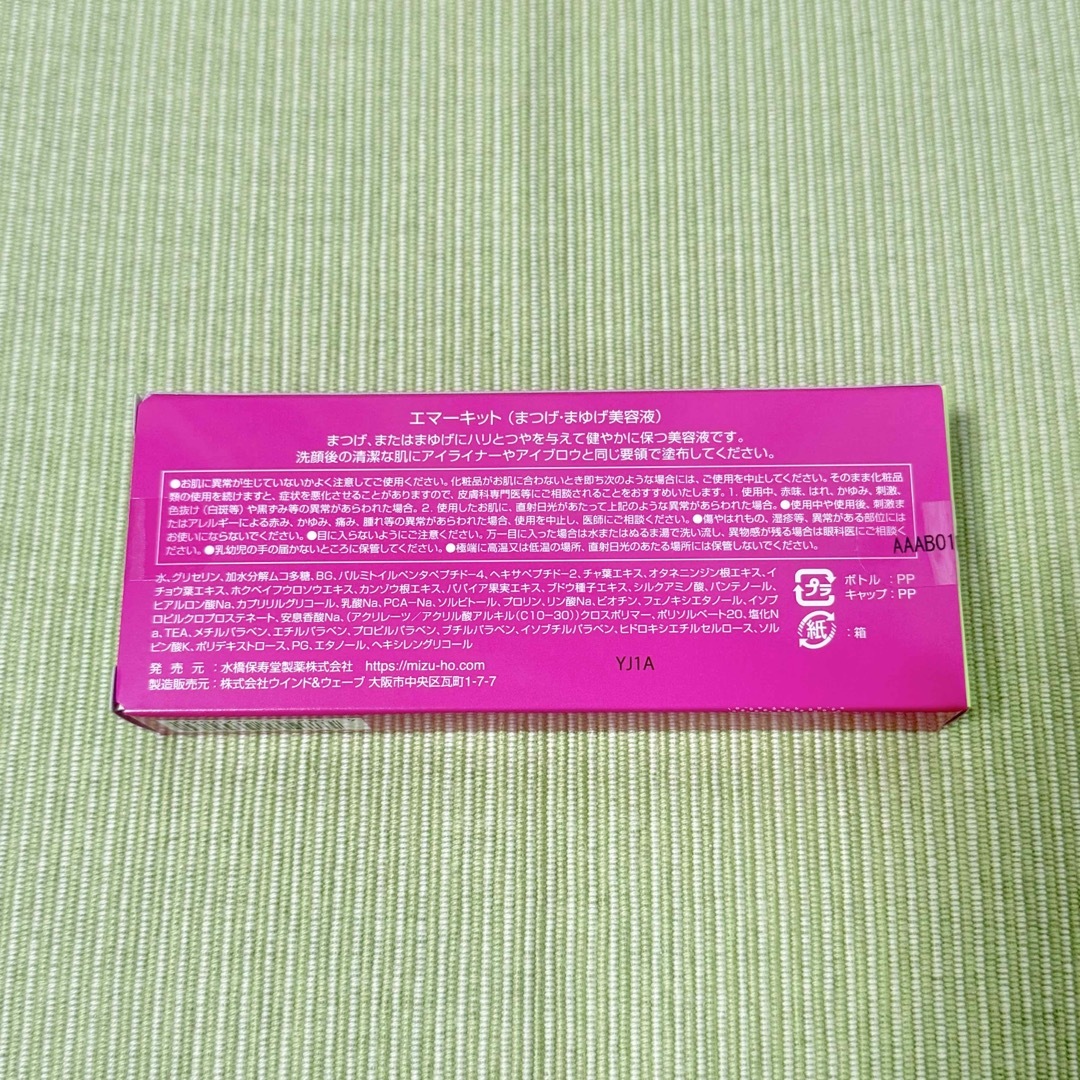 エマーキット（まつげ・まゆげ美容液）
まつげ、またはまゆげにハリとつやを与えて健やかに保つ美容液です。
洗顔後の清潔な肌にアイライナーやアイブロウと同じ要領で塗布してください。
●お肌に異常が生じていないかよく注意してご使用ください。化粧品がお肌に合わないとき即ち次のような場合には、ご使用を中止してください。そのまま化粧品
類の使用を続けますと、症状を悪化させることがありますので、皮膚科専門医等にご相談されることをおすすめいたします。1. 使用中、赤味、はれ、かゆみ、刺激、
色抜け（白斑等）や黒ずみ等の異常があらわれた場合。2. 使用したお肌に、直射日光があたって上記のような異常があらわれた場合。●使用中や使用後、刺激ま
たはアレルギーによる赤み、かゆみ、痛み、腫れ等の異常があらわれた場合、使用を中止し、医師にご相談ください。●傷やはれもの、湿疹等、異常がある部位には
お使いにならないでください。●目に入らないようにご注意ください。万一目に入った場合は水またはぬるま湯で洗い流し、異物感が残る場合は眼科医にご相談く
ださい。●乳幼児の手の届かないところに保管してください。●極端に高温又は低温の場所、直射日光のあたる場所には保管しないでください。
AAAB01
水、グリセリン、加水分解ムコ多糖、BG、パルミトイルペンタペプチド-4、ヘキサペプチド-2、チャ葉エキス、オタネニンジン根エキス、イ
チョウ葉エキス、ホクベイフウロソウエキス、カンゾウ根エキス、パパイア果実エキス、ブドウ種子エキス、シルクアミノ酸、パンテノール、
ヒアルロン酸Na、カプリリルグリコール、乳酸Na、PCA-Na、ソルビトール、プロリン、リン酸Na、ビオチン、フェノキシエタノール、イソプ
ロピルクロプロステネート、安息香酸Na、（アクリレーツ／アクリル酸アルキル（C10-30））クロスポリマー、ポリソルベート20、塩化N
a、TEA、メチルパラベン、エチルパラベン、プロピルパラベン、ブチルパラベン、イソブチルパラベン、ヒドロキシエチルセルロース、ソル
ビン酸K、ポリデキストロース、PG、エタノール、ヘキシレングリコール
プラ
ボトル：PP
キャップ：PP
紙
：箱
発売元：水橋保寿堂製薬株式会社 https://mizu-ho.com
製造販売元：株式会社ウインド&ウェーブ 大阪市中央区瓦町1-7-7
YJ1A